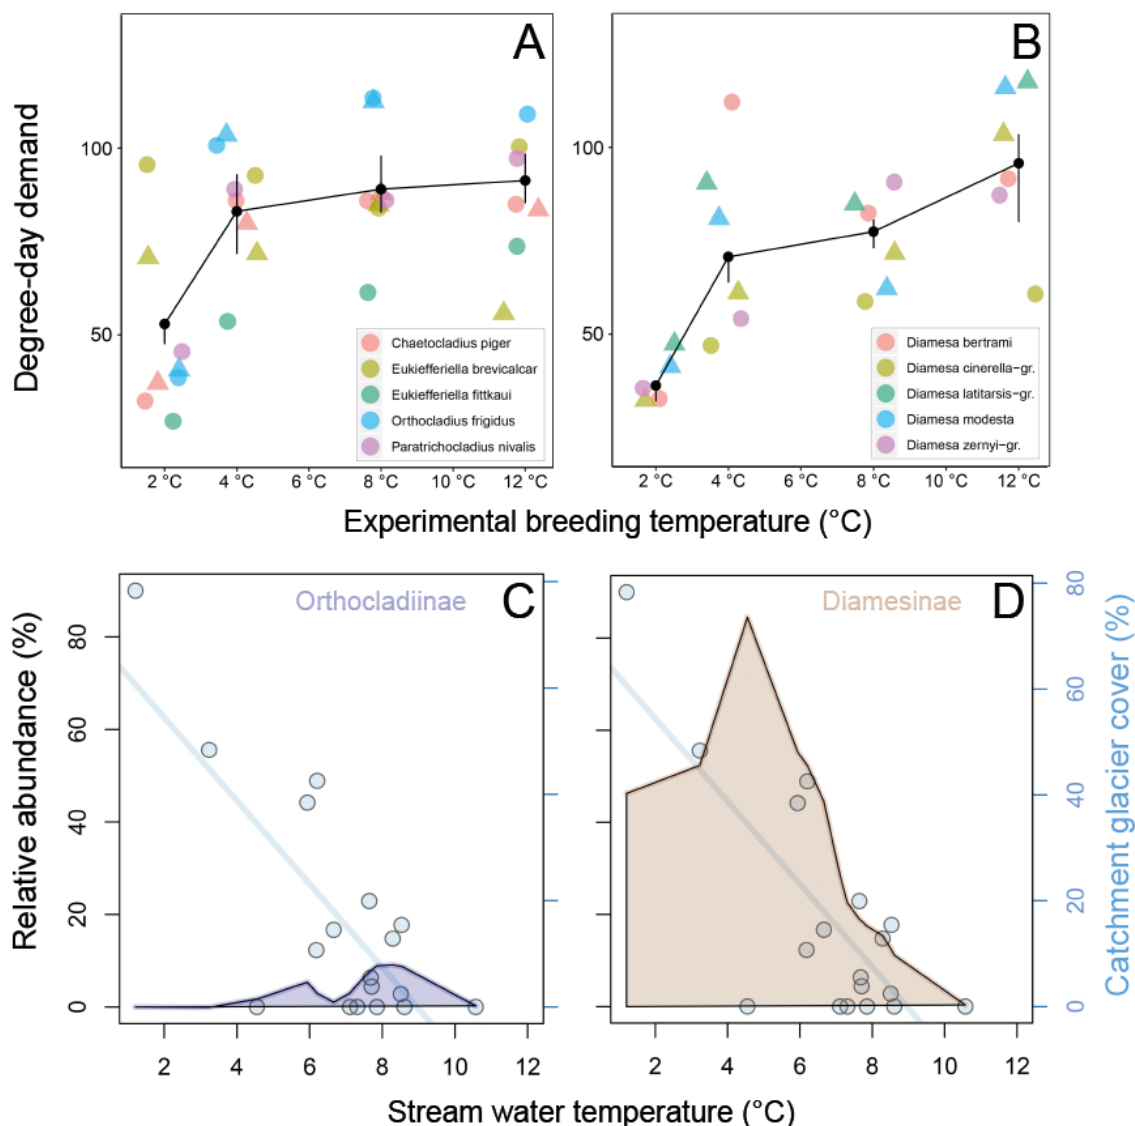 A
B
Degree-day demand
100
50
100
50
Chaetocladius piger
Eukiefferiella brevicalcar
Eukiefferiella fittkaui
Orthocladius frigidus
Paratrichocladius nivalis
Diamesa bertrami
Diamesa cinerella-gr.
Diamesa latitarsis-gr.
Diamesa modesta
Diamesa zernyi-gr.
2 °C 4 °C 6 °C 8 °C 10 °C 12 °C
2 °C 4 °C 6 °C 8 °C 10 °C 12 °C
Experimental breeding temperature (°C)
Orthocladiinae C
Diamesinae D
Relative abundance (%)
80
60
40
20
0
80
60
40
20
0
Catchment glacier cover (%)
2 4 6 8 10 12
2 4 6 8 10 12
Stream water temperature (°C)